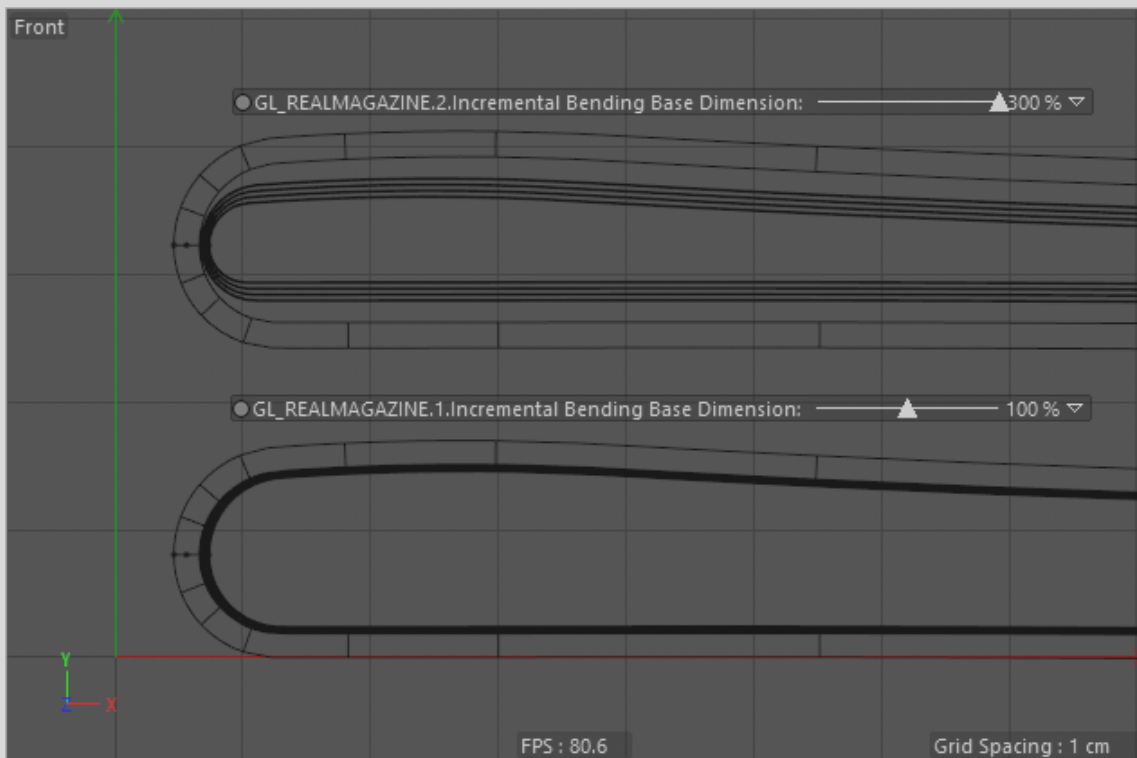 Front
GL_REALMAGAZINE.2.Incremental Bending Base Dimension: 300 %
GL_REALMAGAZINE.1.Incremental Bending Base Dimension: 100 %
Y
Z X
FPS : 80.6 Grid Spacing : 1 cm